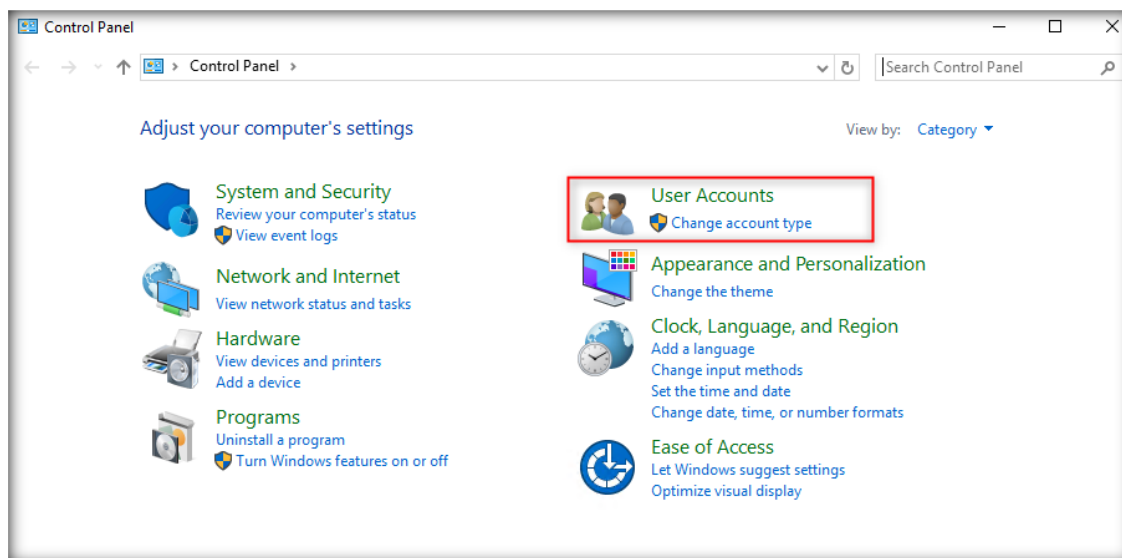 Control Panel
Control Panel
Search Control Panel
Adjust your computer's settings
View by: Category
System and Security
Review your computer's status
View event logs
Network and Internet
View network status and tasks
Hardware
View devices and printers
Add a device
Programs
Uninstall a program
Turn Windows features on or off
User Accounts
Change account type
Appearance and Personalization
Change the theme
Clock, Language, and Region
Add a language
Change input methods
Set the time and date
Change date, time, or number formats
Ease of Access
Let Windows suggest settings
Optimize visual display